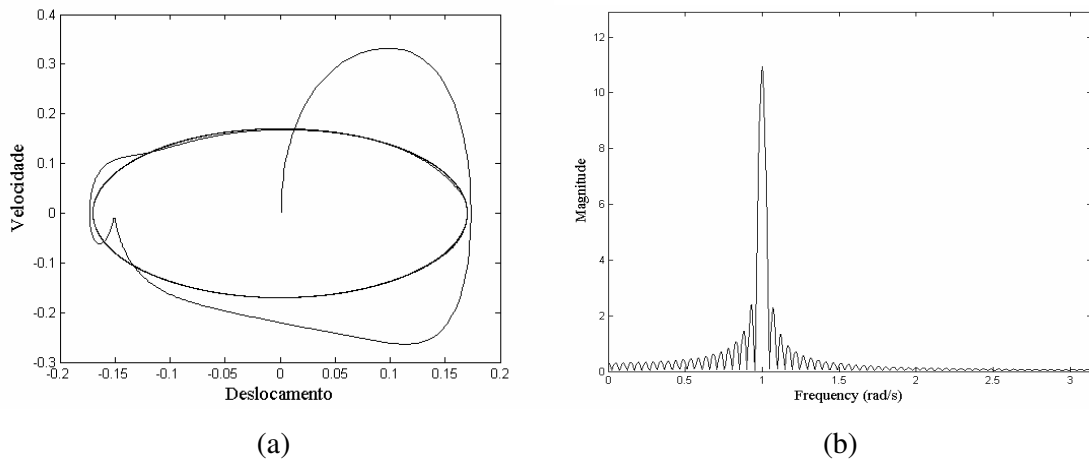 0.4
0.3
0.2
0.1
0
-0.1
-0.2
-0.3
Velocidade
-0.2 -0.15 -0.1 -0.05 0 0.05 0.1 0.15 0.2
Deslocamento
(a)
12
10
8
6
4
2
0
Magnitude
0 0.5 1 1.5 2 2.5 3
Frequency (rad/s)
(b)